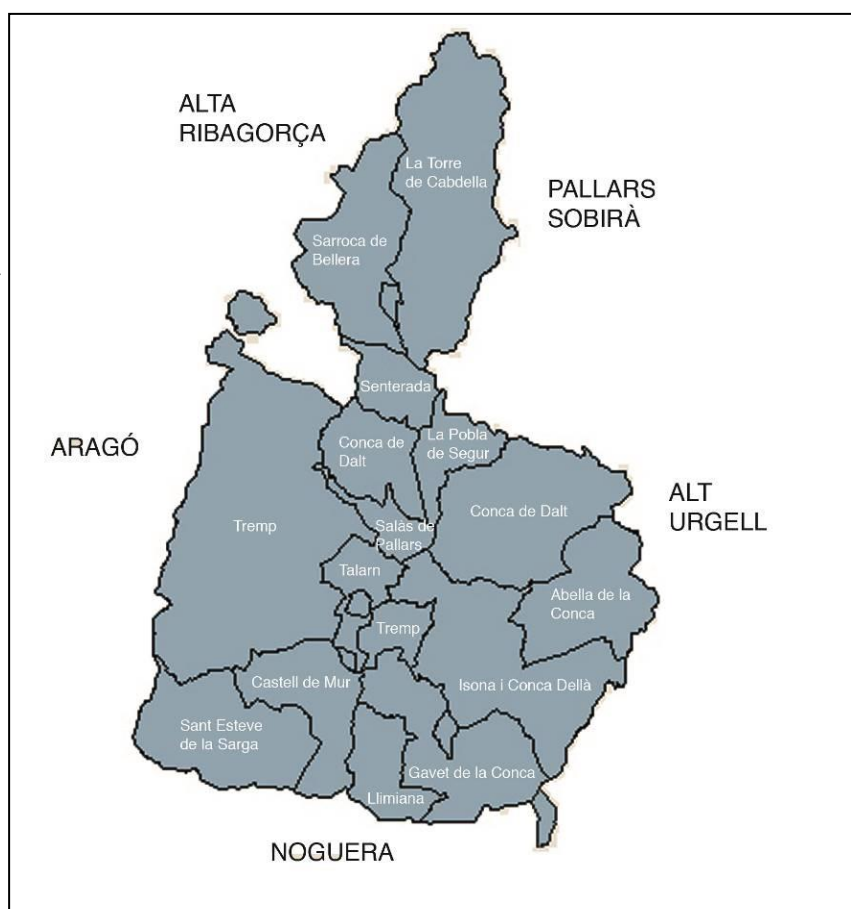 ALTA
RIBAGORÇA
La Torre
de Cabdella
PALLARS
SOBIRÀ
Sarroca de
Bellera
Senterada
La Pobla
de Segur
Conca de
Dalt
ARAGÓ
ALT
URGELL
Conca de Dalt
Tremp
Salàs de
Pallars
Talarn
Abella de la
Conca
Tremp
Castell de Mur
Isona i Conca Dellà
Sant Esteve
de la Sarga
Gavet de la Conca
Llimiana
NOGUERA